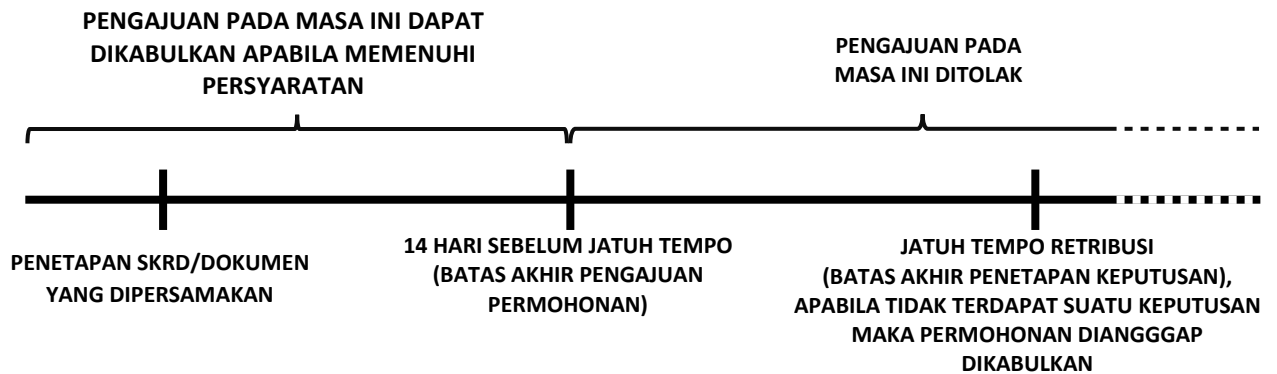 PENGAJUAN PADA MASA INI DAPAT
DIKABULKAN APABILA MEMENUHI
PERSYARATAN
PENGAJUAN PADA
MASA INI DITOLAK
PENETAPAN SKRD/DOKUMEN
YANG DIPERSAMAKAN
14 HARI SEBELUM JATUH TEMPO
(BATAS AKHIR PENGAJUAN
PERMOHONAN)
JATUH TEMPO RETRIBUSI
(BATAS AKHIR PENETAPAN KEPUTUSAN),
APABILA TIDAK TERDAPAT SUATU KEPUTUSAN
MAKA PERMOHONAN DIANGGGAP
DIKABULKAN